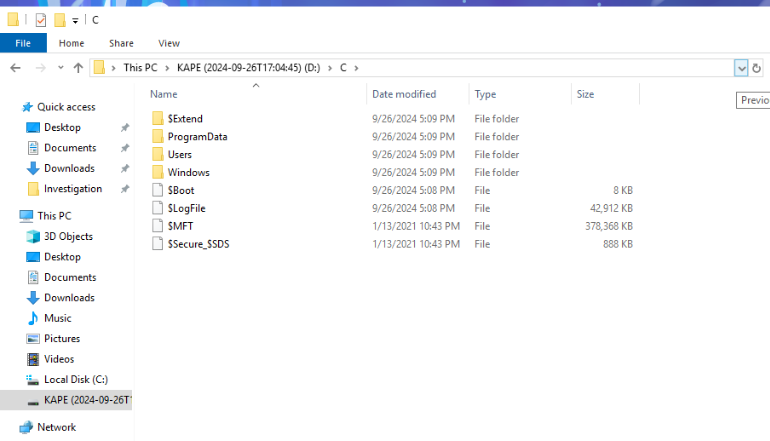 C
File Home Share View
This PC KAPE (2024-09-26T17:04:45) (D:) C
Previo
Name Date modified Type Size
Quick access
Desktop
Documents
Downloads
Investigation
This PC
3D Objects
Desktop
Documents
Downloads
Music
Pictures
Videos
Local Disk (C:)
KAPE (2024-09-26T1
Network
$Extend 9/26/2024 5:09 PM File folder
ProgramData 9/26/2024 5:09 PM File folder
Users 9/26/2024 5:09 PM File folder
Windows 9/26/2024 5:09 PM File folder
$Boot 9/26/2024 5:08 PM File 8 KB
$LogFile 9/26/2024 5:08 PM File 42,912 KB
$MFT 1/13/2021 10:43 PM File 378,368 KB
$Secure_$SDS 1/13/2021 10:43 PM File 888 KB